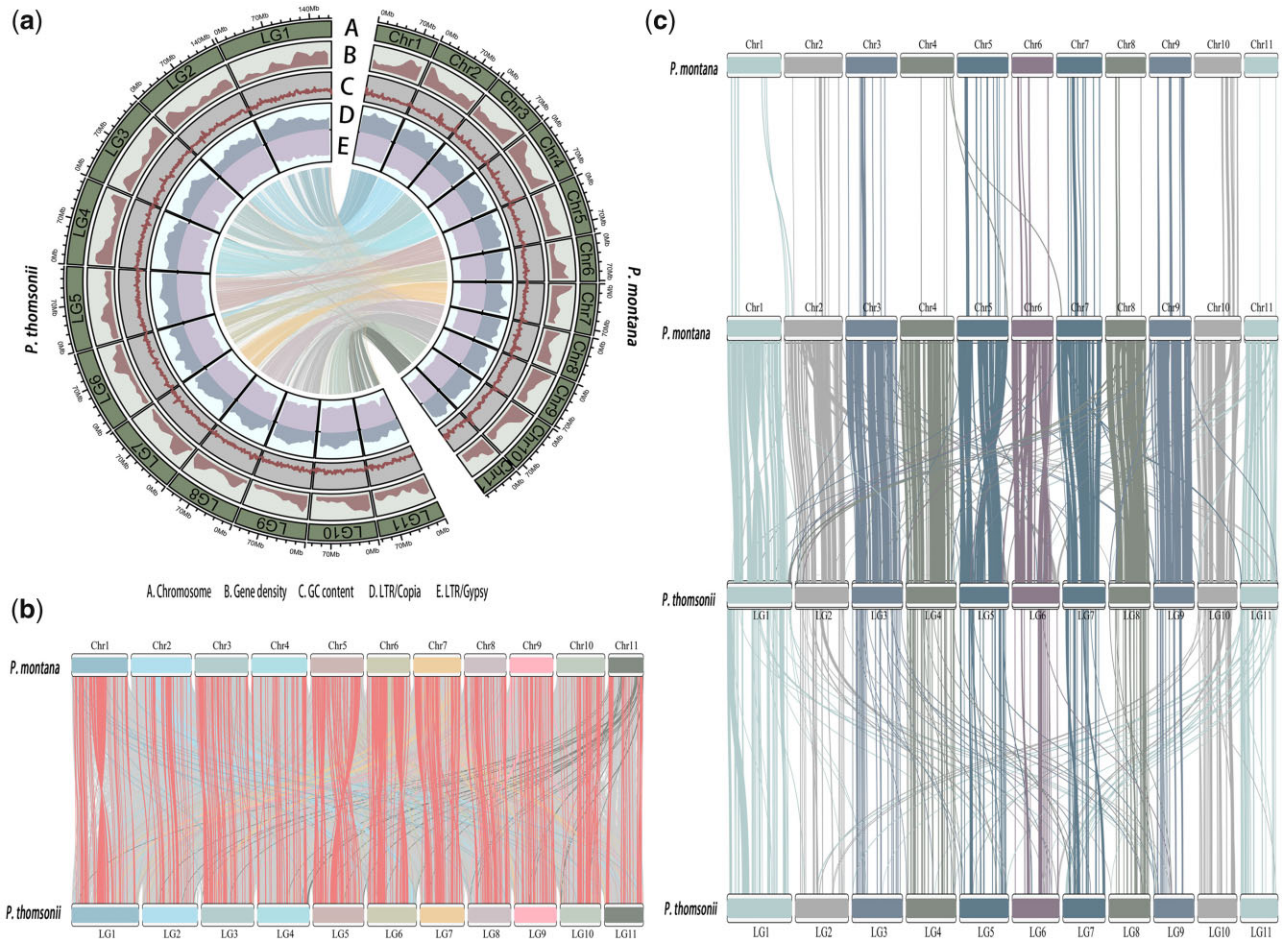 (a)
A
B
C
D
E
LG1
LG2
LG3
LG4
LG5
LG6
LG7
LG8
LG9
LG10
LG11
Chr1
Chr2
Chr3
Chr4
Chr5
Chr6
Chr7
Chr8
Chr9
Chr10
0Mb
70Mb
140Mb
P. thomsonii
P. montana
A. Chromosome B. Gene density C. GC content D. LTR/Copia E. LTR/Gypsy
(b)
Chr1 Chr2 Chr3 Chr4 Chr5 Chr6 Chr7 Chr8 Chr9 Chr10 Chr11
P. montana
P. thomsonii
LG1 LG2 LG3 LG4 LG5 LG6 LG7 LG8 LG9 LG10 LG11
(c)
Chr1 Chr2 Chr3 Chr4 Chr5 Chr6 Chr7 Chr8 Chr9 Chr10 Chr11
P. montana
Chr1 Chr2 Chr3 Chr4 Chr5 Chr6 Chr7 Chr8 Chr9 Chr10 Chr11
P. montana
P. thomsonii
LG1 LG2 LG3 LG4 LG5 LG6 LG7 LG8 LG9 LG10 LG11
P. thomsonii
LG1 LG2 LG3 LG4 LG5 LG6 LG7 LG8 LG9 LG10 LG11